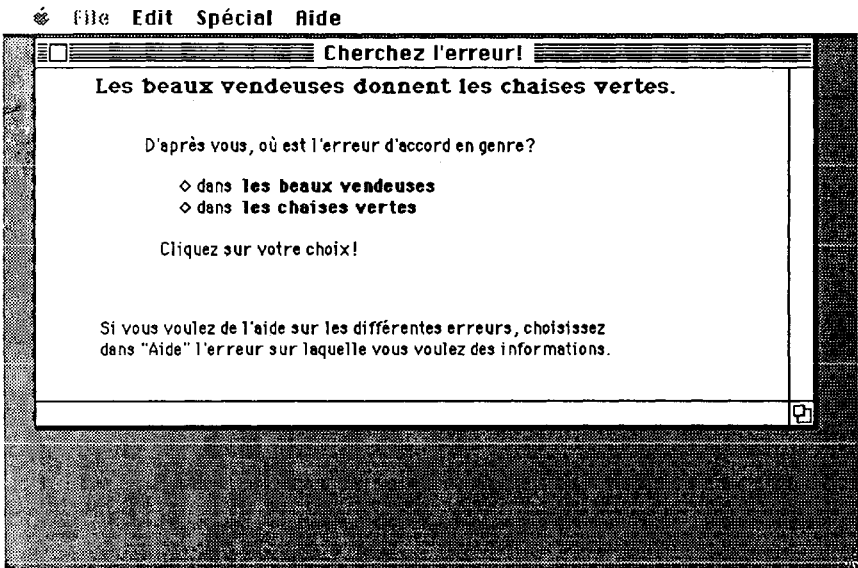 File Edit Spécial Aide
Cherchez l'erreur!
Les beaux vendeuses donnent les chaises vertes.
D'après vous, où est l'erreur d'accord en genre?
◇ dans les beaux vendeuses
◇ dans les chaises vertes
Cliquez sur votre choix!
Si vous voulez de l'aide sur les différentes erreurs, choisissez
dans "Aide" l'erreur sur laquelle vous voulez des informations.